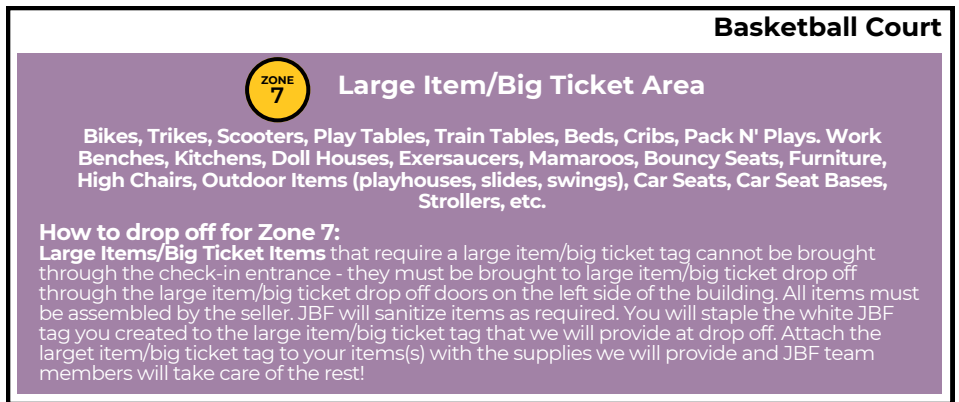 Basketball Court
ZONE
7
Large Item/Big Ticket Area
Bikes, Trikes, Scooters, Play Tables, Train Tables, Beds, Cribs, Pack N' Plays. Work
Benches, Kitchens, Doll Houses, Exersaucers, Mamaroos, Bouncy Seats, Furniture,
High Chairs, Outdoor Items (playhouses, slides, swings), Car Seats, Car Seat Bases,
Strollers, etc.
How to drop off for Zone 7:
Large Items/Big Ticket Items that require a large item/big ticket tag cannot be brought
through the check-in entrance - they must be brought to large item/big ticket drop off
through the large item/big ticket drop off doors on the left side of the building. All items must
be assembled by the seller. JBF will sanitize items as required. You will staple the white JBF
tag you created to the large item/big ticket tag that we will provide at drop off. Attach the
larget item/big ticket tag to your items(s) with the supplies we will provide and JBF team
members will take care of the rest!